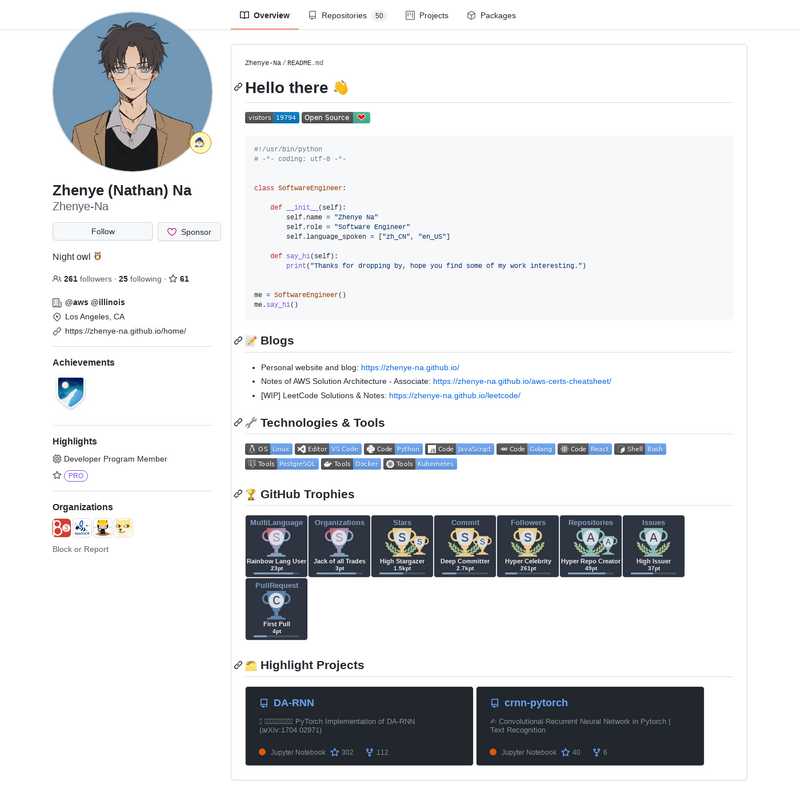 Overview
Repositories 50
Projects
Packages
Zhenye (Nathan) Na
Zhenye-Na
Follow
Sponsor
Night owl 🦉
261 followers · 25 following · 61
@aws @illinois
Los Angeles, CA
https://zhenye-na.github.io/home/
Achievements
Highlights
Developer Program Member
PRO
Organizations
Block or Report
Zhenye-Na / README.md
Hello there 👋
visitors 19794 Open Source ❤
#!/usr/bin/python
# -*- coding: utf-8 -*-
class SoftwareEngineer:
def __init__(self):
self.name = "Zhenye Na"
self.role = "Software Engineer"
self.language_spoken = ["zh_CN", "en_US"]
def say_hi(self):
print("Thanks for dropping by, hope you find some of my work interesting.")
me = SoftwareEngineer()
me.say_hi()
📝 Blogs
Personal website and blog: https://zhenye-na.github.io/
Notes of AWS Solution Architecture - Associate: https://zhenye-na.github.io/aws-certs-cheatsheet/
[WIP] LeetCode Solutions & Notes: https://zhenye-na.github.io/leetcode/
🔧 Technologies & Tools
OS Linux Editor VS Code Code Python Code JavaScript Code Golang Code React Shell Bash
Tools PostgreSQL Tools Docker Tools Kubernetes
🏆 GitHub Trophies
MultiLanguage
S
Rainbow Lang User
23pt
Organizations
S
Jack of all Trades
3pt
Stars
S S
High Stargazer
1.5kpt
Commit
S S
Deep Committer
2.7kpt
Followers
S
Hyper Celebrity
261pt
Repositories
A A
Hyper Repo Creator
49pt
Issues
A
High Issuer
37pt
PullRequest
C
First Pull
4pt
Highlight Projects
DA-RNN
PyTorch Implementation of DA-RNN
(arXiv:1704.02971)
Jupyter Notebook 302 112
crnn-pytorch
✍️ Convolutional Recurrent Neural Network in Pytorch |
Text Recognition
Jupyter Notebook 40 6